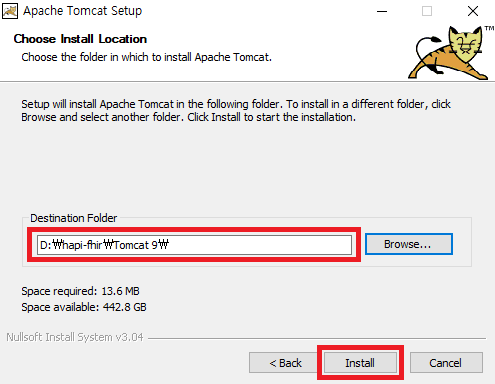 Apache Tomcat Setup
Choose Install Location
Choose the folder in which to install Apache Tomcat.
TM
Setup will install Apache Tomcat in the following folder. To install in a different folder, click
Browse and select another folder. Click Install to start the installation.
Destination Folder
D:₩hapi-fhir₩Tomcat 9₩
Browse...
Space required: 13.6 MB
Space available: 442.8 GB
Nullsoft Install System v3.04
< Back
Install
Cancel